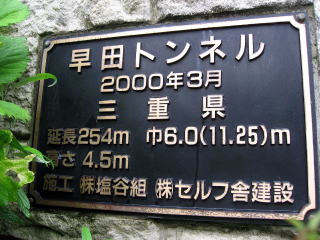 早田トンネル
2000年3月
三重県
延長254m 巾6.0(11.25)m
高さ 4.5m
施工 ㈱塩谷組 ㈱セルフ舎建設